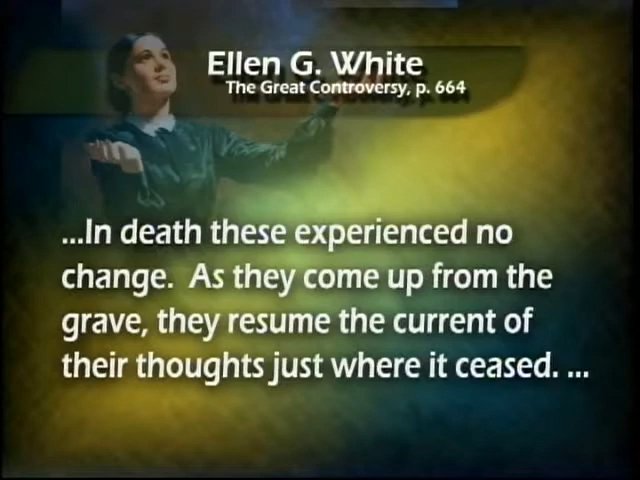 Ellen G. White
The Great Controversy, p. 664
...In death these experienced no
change.  As they come up from the
grave, they resume the current of
their thoughts just where it ceased. ...